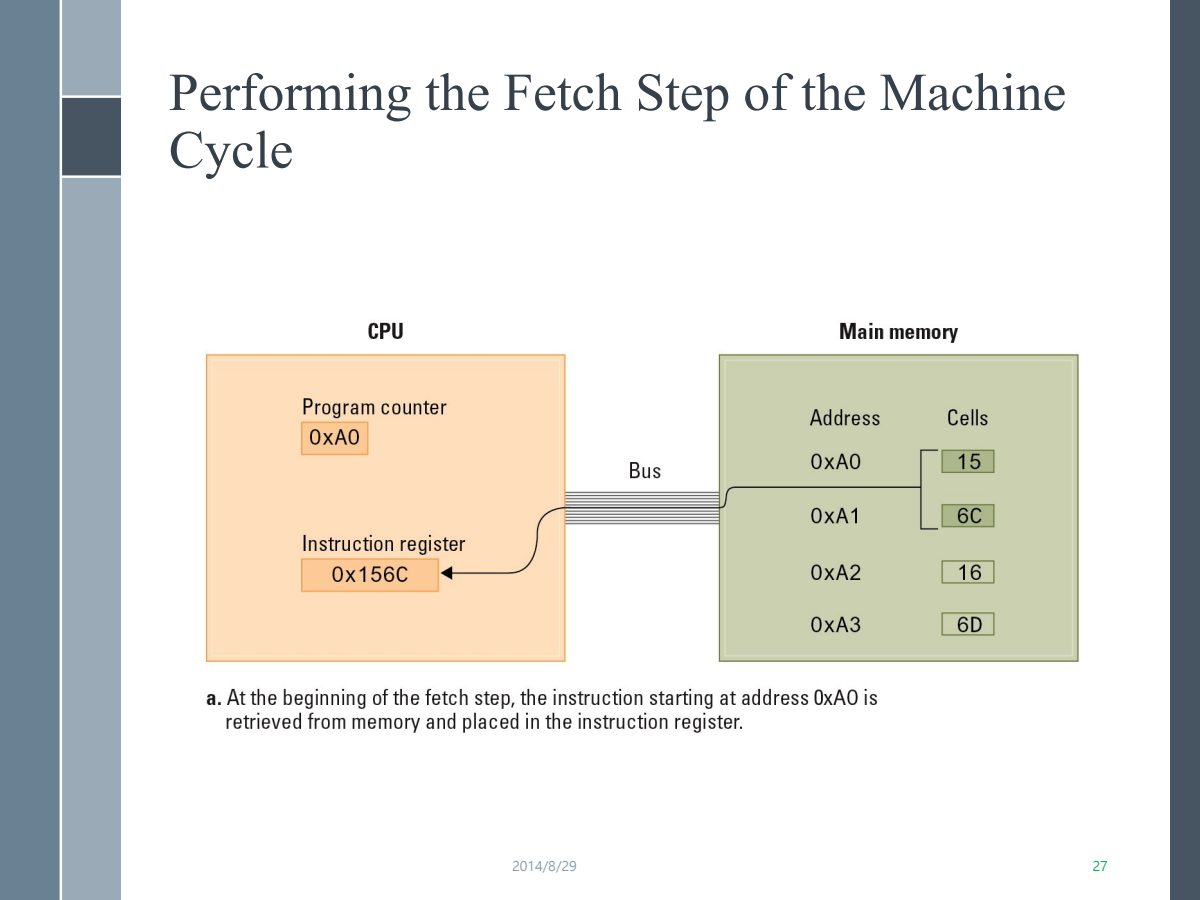 Performing the Fetch Step of the Machine
Cycle
CPU
Main memory
Program counter
0xA0
Instruction register
0x156C
Bus
Address Cells
0xA0 15
0xA1 6C
0xA2 16
0xA3 6D
a. At the beginning of the fetch step, the instruction starting at address 0xA0 is
retrieved from memory and placed in the instruction register.
2014/8/29
27